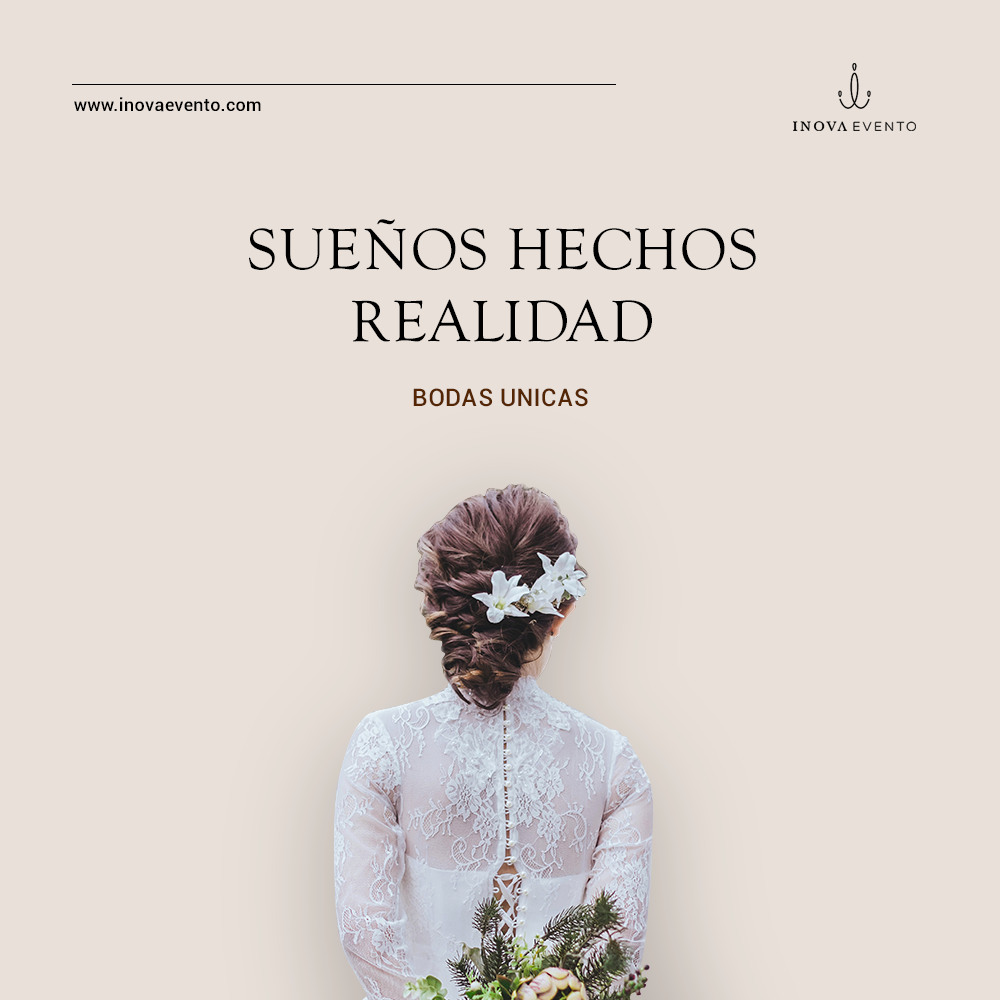 www.inovaevento.com
INOVA EVENTO
SUEÑOS HECHOS
REALIDAD
BODAS UNICAS